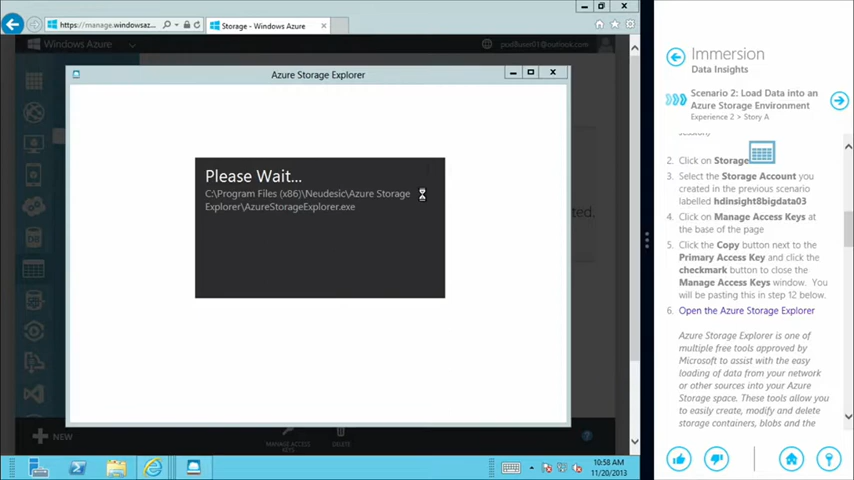 https://manage.windowsaz...
Storage - Windows Azure
Windows Azure
Azure Storage Explorer
Please Wait...
C:\Program Files (x86)\Neudesic\Azure Storage
Explorer\AzureStorageExplorer.exe
ted.
NEW
MANAGE ACCESS
KEYS
DELETE
10:58 AM
11/20/2013
Immersion
Data Insights
Scenario 2: Load Data into an
Azure Storage Environment
Experience 2 > Story A
2. Click on Storage
3. Select the Storage Account you
created in the previous scenario
labelled hdinsight8bigdata03
4. Click on Manage Access Keys at
the base of the page
5. Click the Copy button next to the
Primary Access Key and click the
checkmark button to close the
Manage Access Keys window. You
will be pasting this in step 12 below.
6. Open the Azure Storage Explorer
Azure Storage Explorer is one of
multiple free tools approved by
Microsoft to assist with the easy
loading of data from your network
or other sources into your Azure
Storage space. These tools allow you
to easily create, modify and delete
storage containers, blobs and the